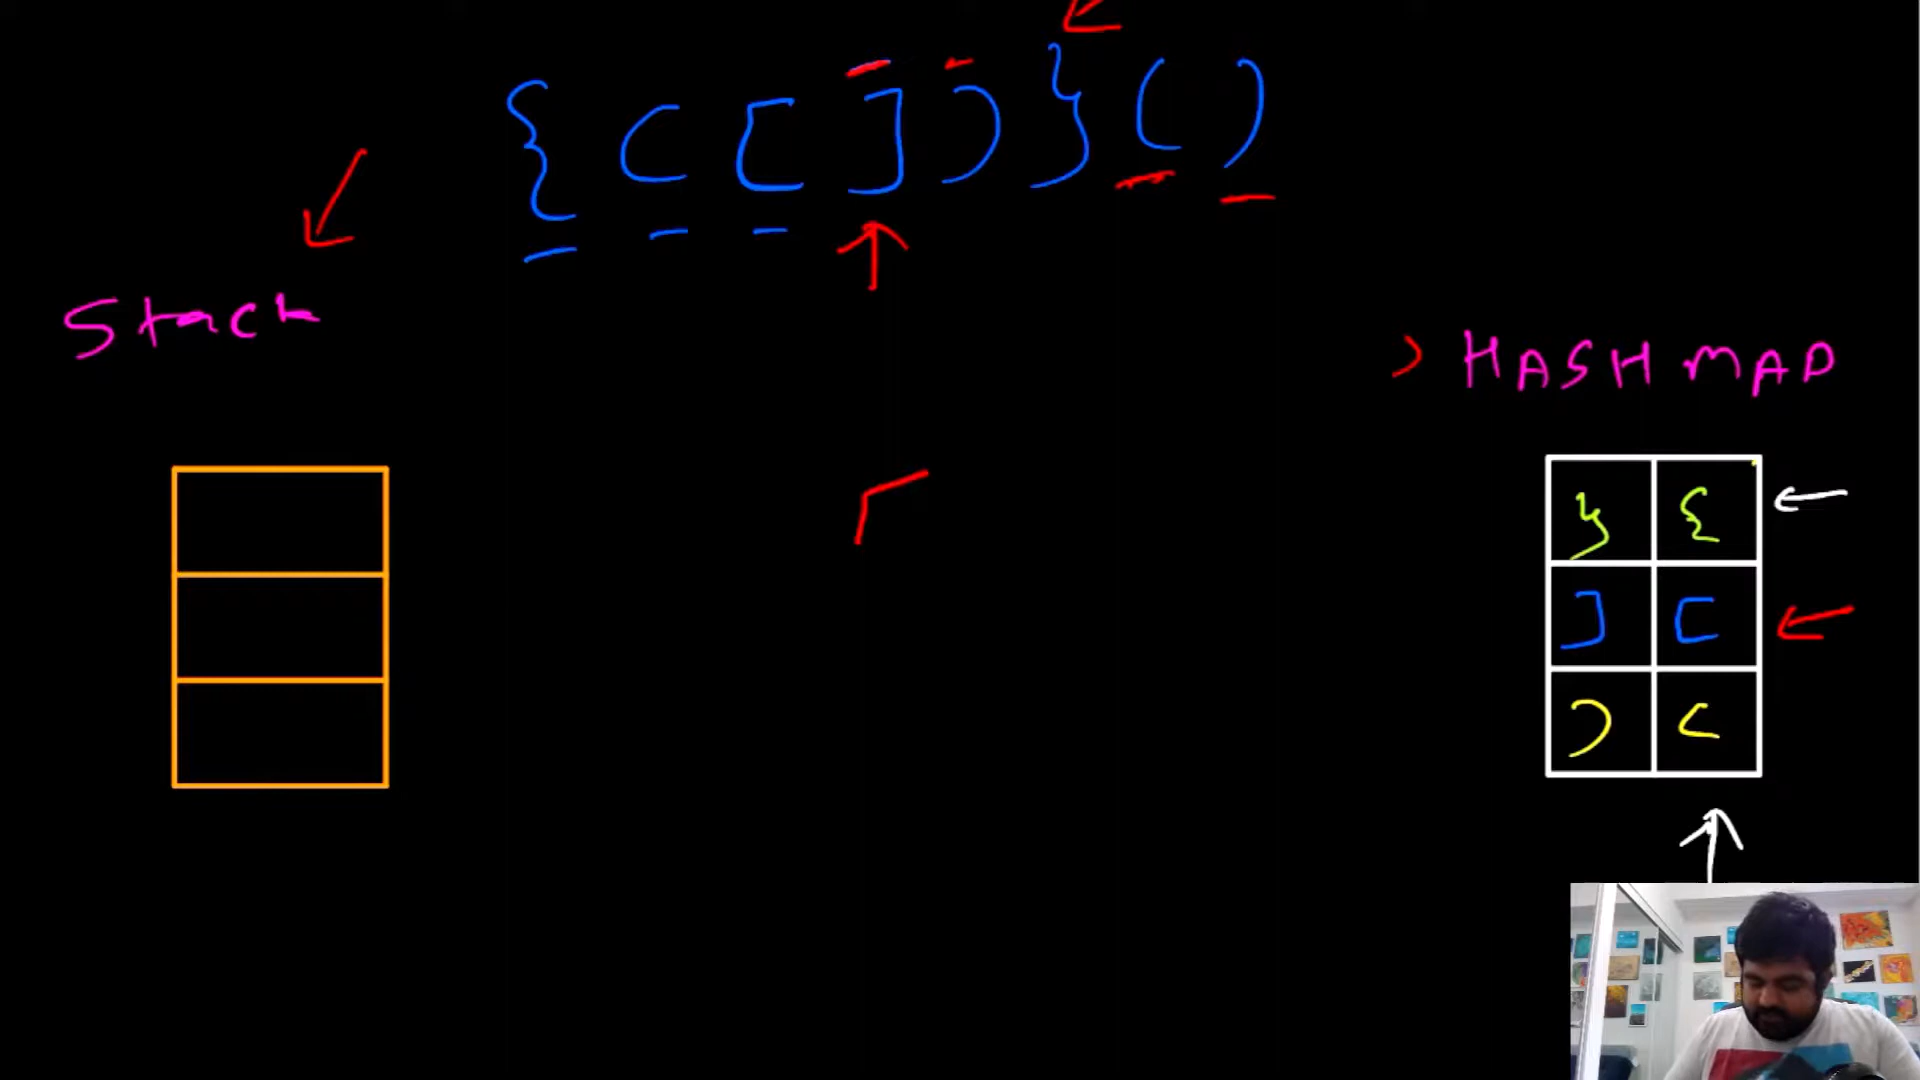 { ( [ ] ) } ( )
Stack
> HASHMAP
} {
] [
) (